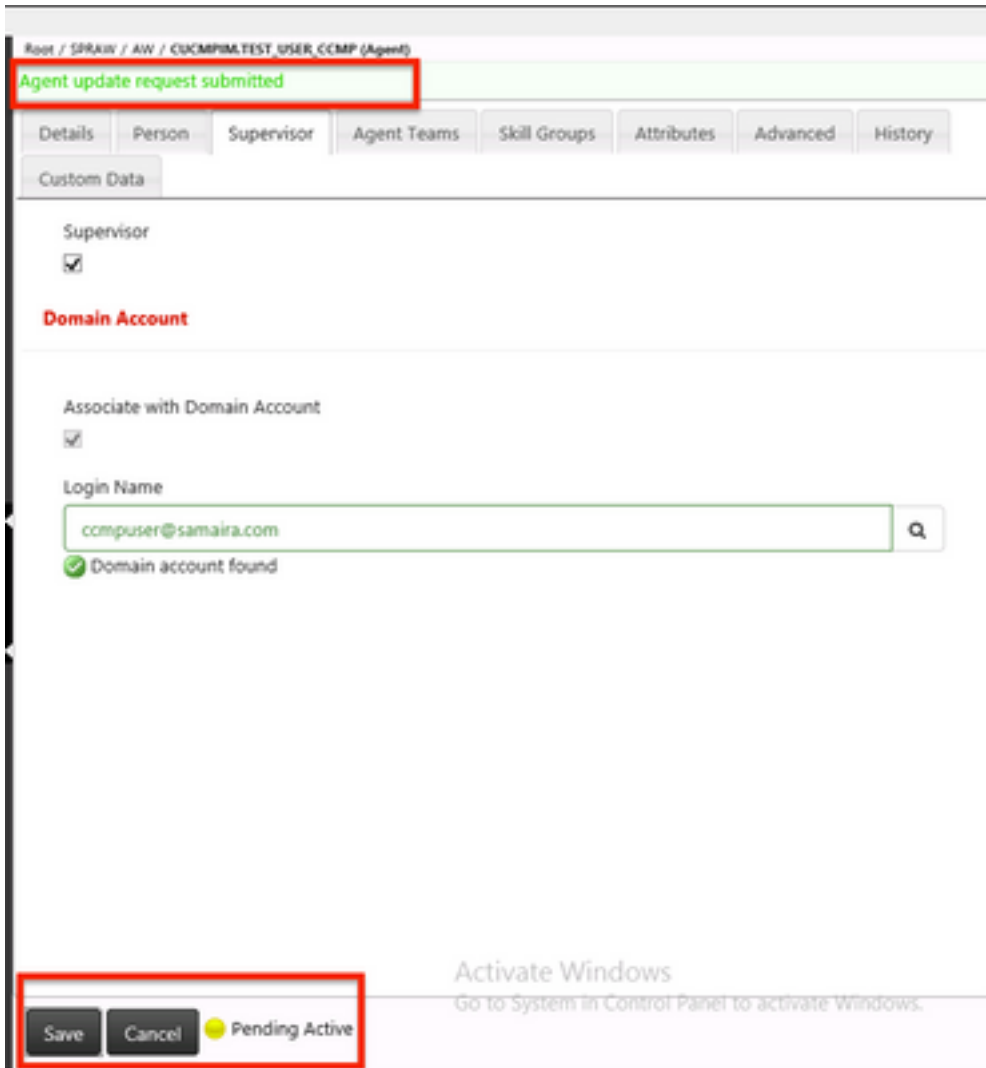 Root / SPRAW / AW / CUCMPIM.TEST_USER_CCMP (Agent)
Agent update request submitted
Details Person Supervisor Agent Teams Skill Groups Attributes Advanced History
Custom Data
Supervisor
Domain Account
Associate with Domain Account
Login Name
ccmpuser@samaira.com
Domain account found
Activate Windows
Go to System in Control Panel to activate Windows.
Save Cancel Pending Active